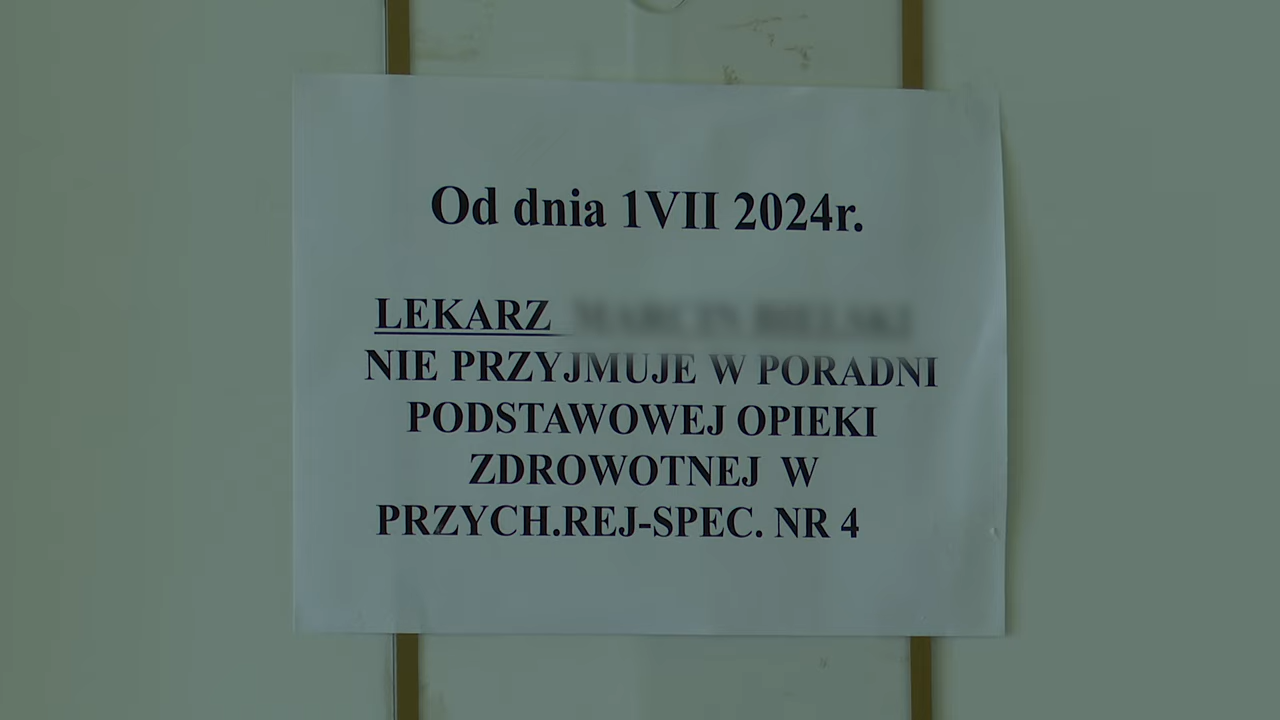 Od dnia 1VII 2024r.
LEKARZ
NIE PRZYJMUJE W PORADNI
PODSTAWOWEJ OPIEKI
ZDROWOTNEJ W
PRZYCH.REJ-SPEC. NR 4